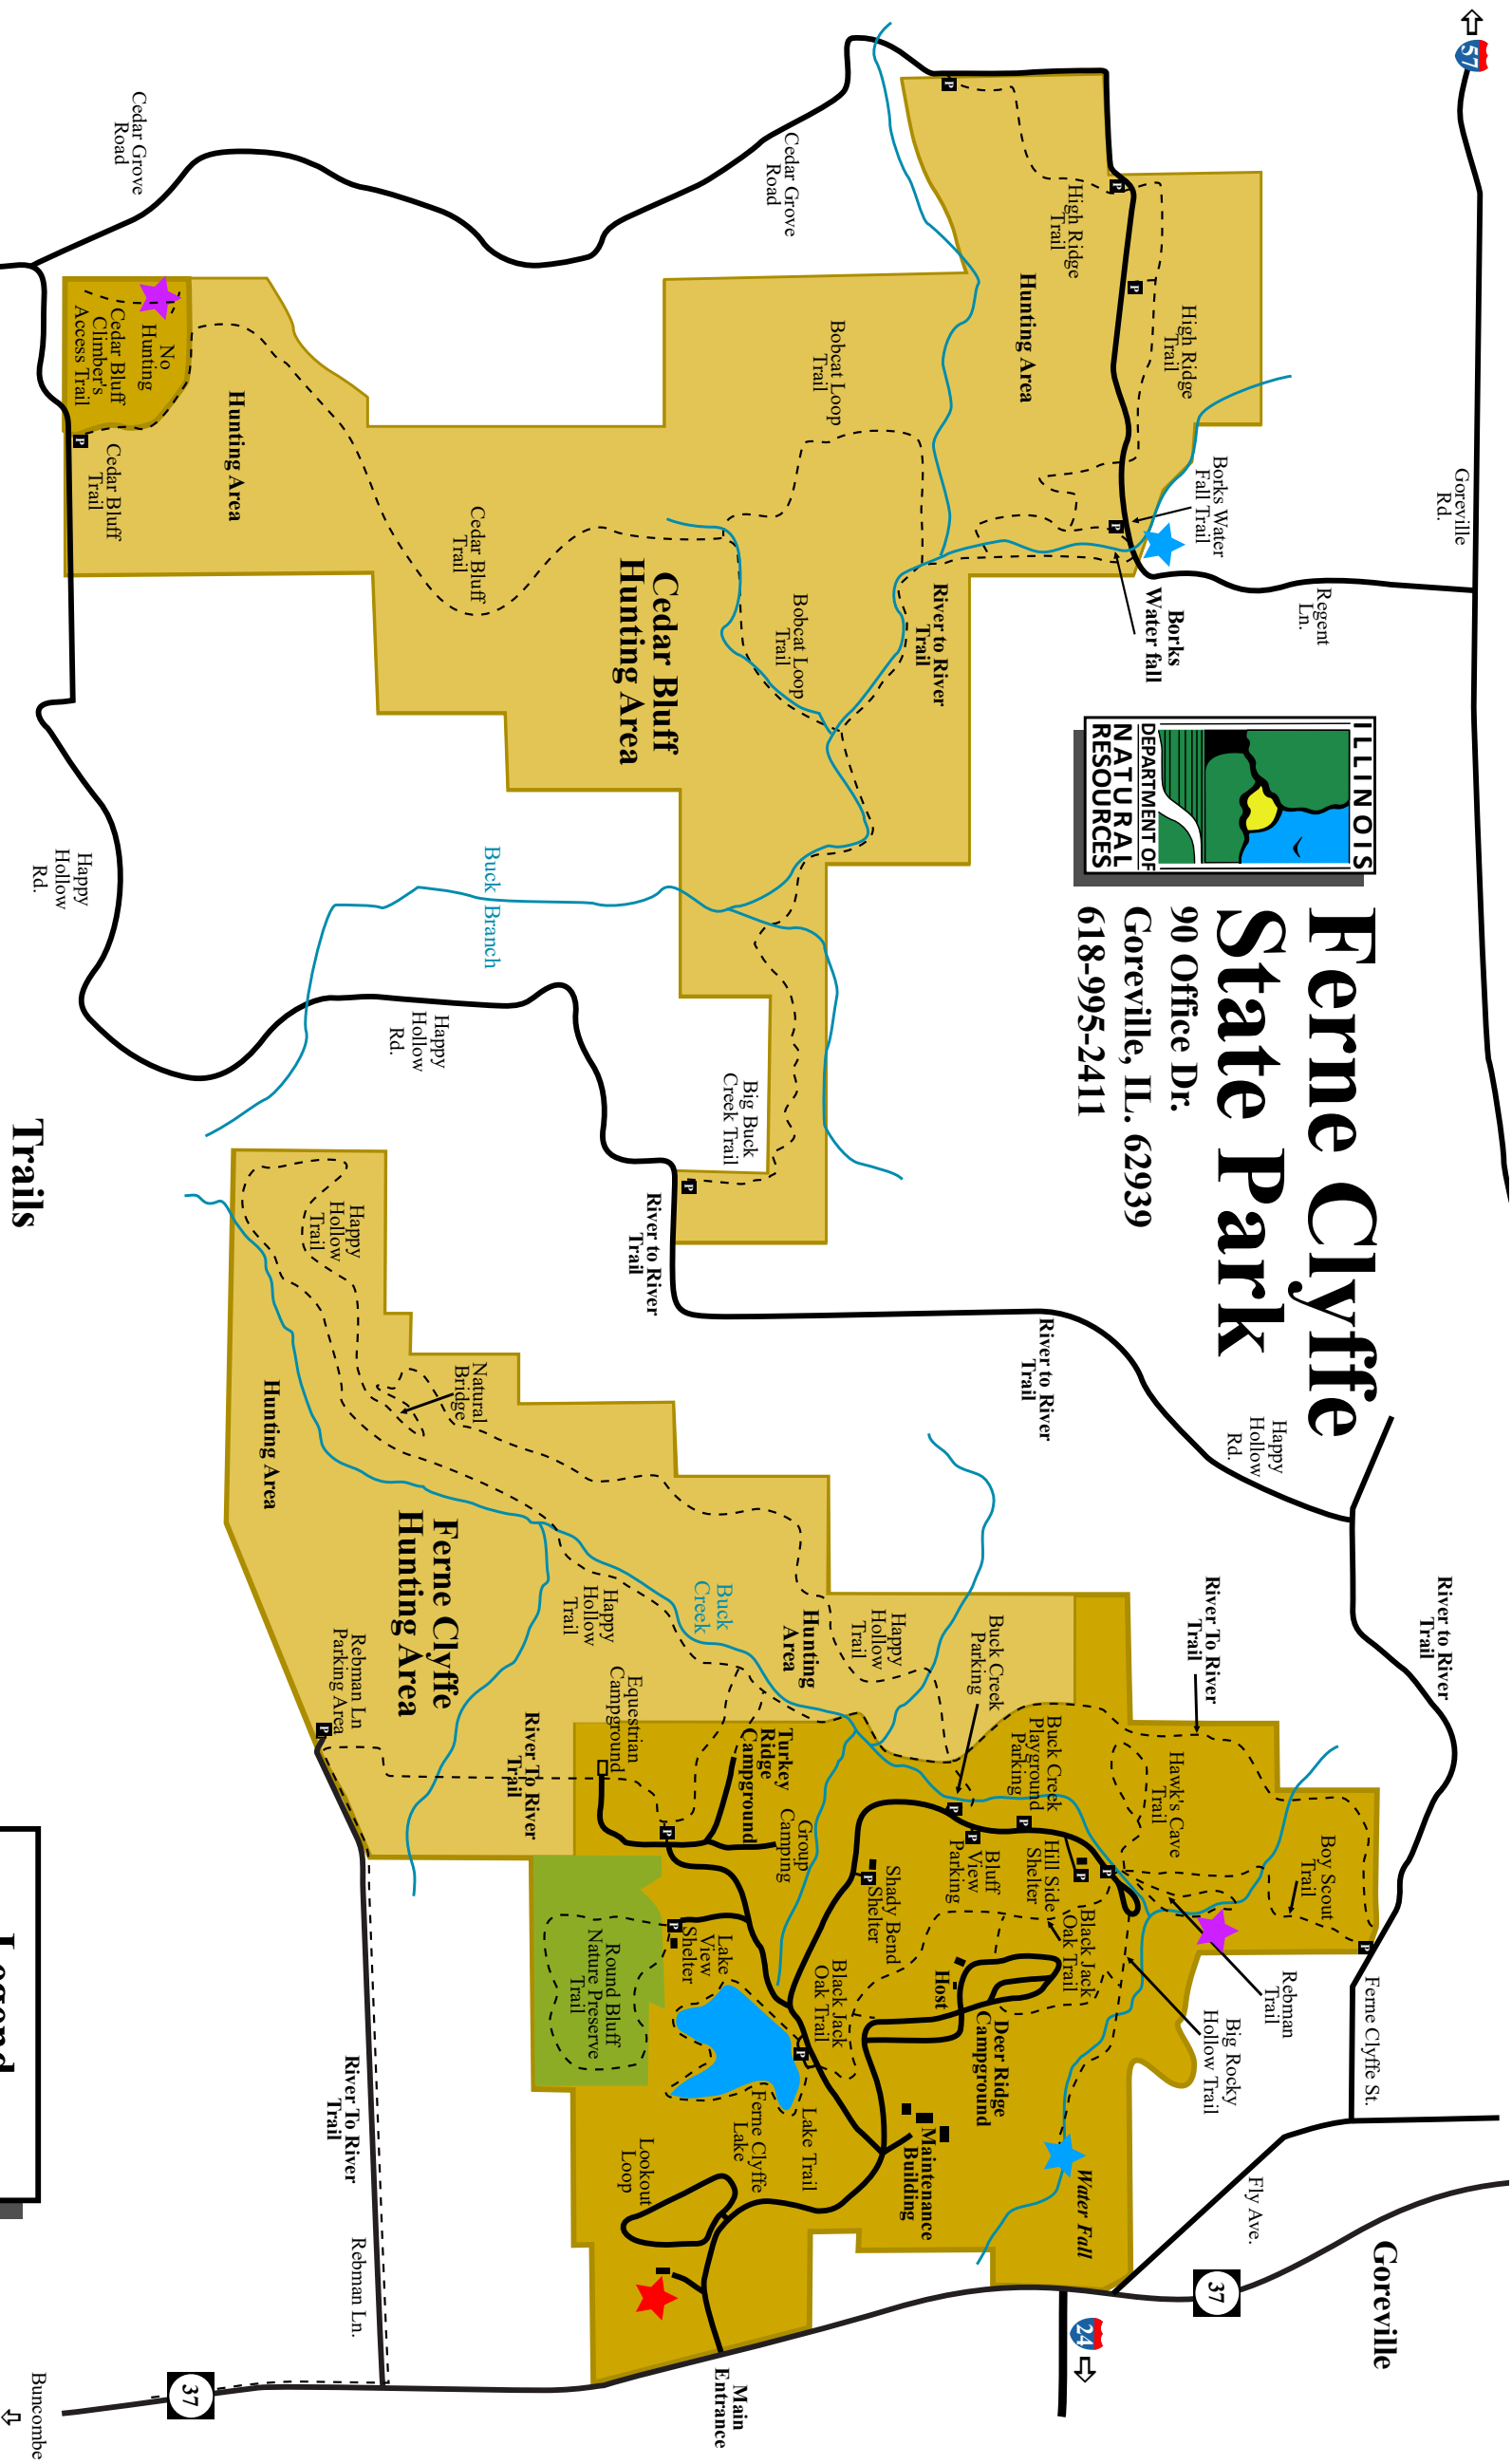 57
Goreville
Rd.
Regent
Ln.
ILLINOIS
DEPARTMENT OF
NATURAL
RESOURCES
Ferne Clyffe
State Park
90 Office Dr.
Goreville, IL. 62939
618-995-2411
High Ridge
Trail
High Ridge
Trail
Hunting Area
Borks Water
Fall Trail
Borks
Water fall
P
P
P
P
Cedar Grove
Road
Cedar Grove
Road
Bobcat Loop
Trail
Bobcat Loop
Trail
River to River
Trail
Cedar Bluff
Hunting Area
Cedar Bluff
Trail
Hunting Area
No
Hunting
Cedar Bluff
Climber's
Access Trail
P
Cedar Bluff
Trail
Happy
Hollow
Rd.
Buck Branch
Happy
Hollow
Rd.
Big Buck
Creek Trail
P
River to River
Trail
River to River
Trail
Happy
Hollow
Rd.
River to River
Trail
River To River
Trail
Happy
Hollow
Trail
Natural
Bridge
Hunting Area
Ferne Clyffe
Hunting Area
Happy
Hollow
Trail
Buck
Creek
Hunting
Area
Happy
Hollow
Trail
Buck Creek
Parking
Buck Creek
Playground
Parking
Hawk's Cave
Trail
Boy Scout
Trail
P
Rebman Ln
Parking Area
P
River To River
Trail
Equestrian
Campground
Turkey
Ridge
Campground
Group
Camping
P
P
P
P
P
P
P
Shady Bend
Shelter
Bluff
View
Parking
Hill Side
Shelter
Black Jack
Oak Trail
Rebman
Trail
Big Rocky
Hollow Trail
Ferne Clyffe St.
Round Bluff
Nature Preserve
Trail
P
Lake
View
Shelter
Black Jack
Oak Trail
Host
Deer Ridge
Campground
P
Ferne Clyffe
Lake
Lake Trail
Maintenance
Building
Water Fall
Fly Ave.
Goreville
Lookout
Loop
River To River
Trail
Rebman Ln.
37
24
37
Main
Entrance
Buncombe
Trails
Legend